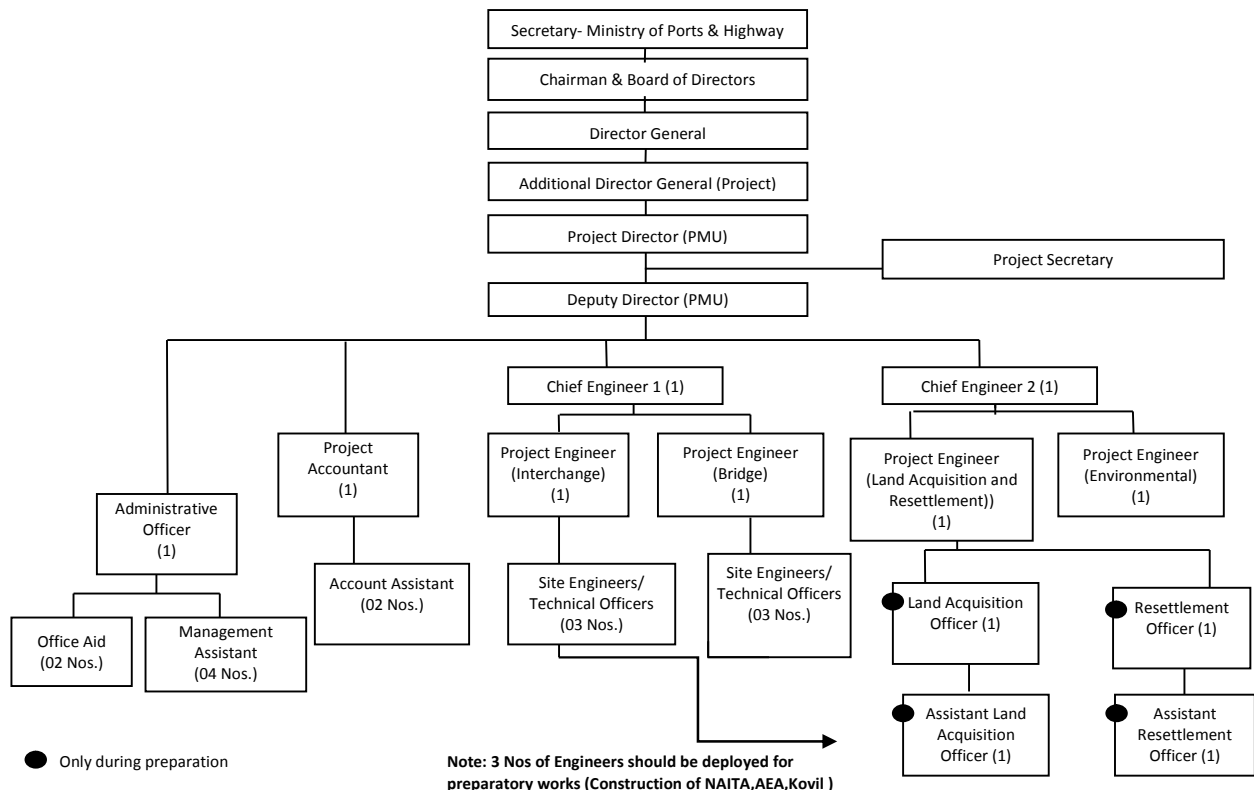 Secretary- Ministry of Ports & Highway
Chairman & Board of Directors
Director General
Additional Director General (Project)
Project Director (PMU)
Project Secretary
Deputy Director (PMU)
Chief Engineer 1 (1)
Chief Engineer 2 (1)
Project
Accountant
(1)
Project Engineer
(Interchange)
(1)
Project Engineer
(Bridge)
(1)
Project Engineer
(Land Acquisition and
Resettlement))
(1)
Project Engineer
(Environmental)
(1)
Administrative
Officer
(1)
Account Assistant
(02 Nos.)
Site Engineers/
Technical Officers
(03 Nos.)
Site Engineers/
Technical Officers
(03 Nos.)
Land Acquisition
Officer (1)
Resettlement
Officer (1)
Office Aid
(02 Nos.)
Management
Assistant
(04 Nos.)
Assistant Land
Acquisition
Officer (1)
Assistant
Resettlement
Officer (1)
Only during preparation
Note: 3 Nos of Engineers should be deployed for
preparatory works (Construction of NAITA,AEA,Kovil )